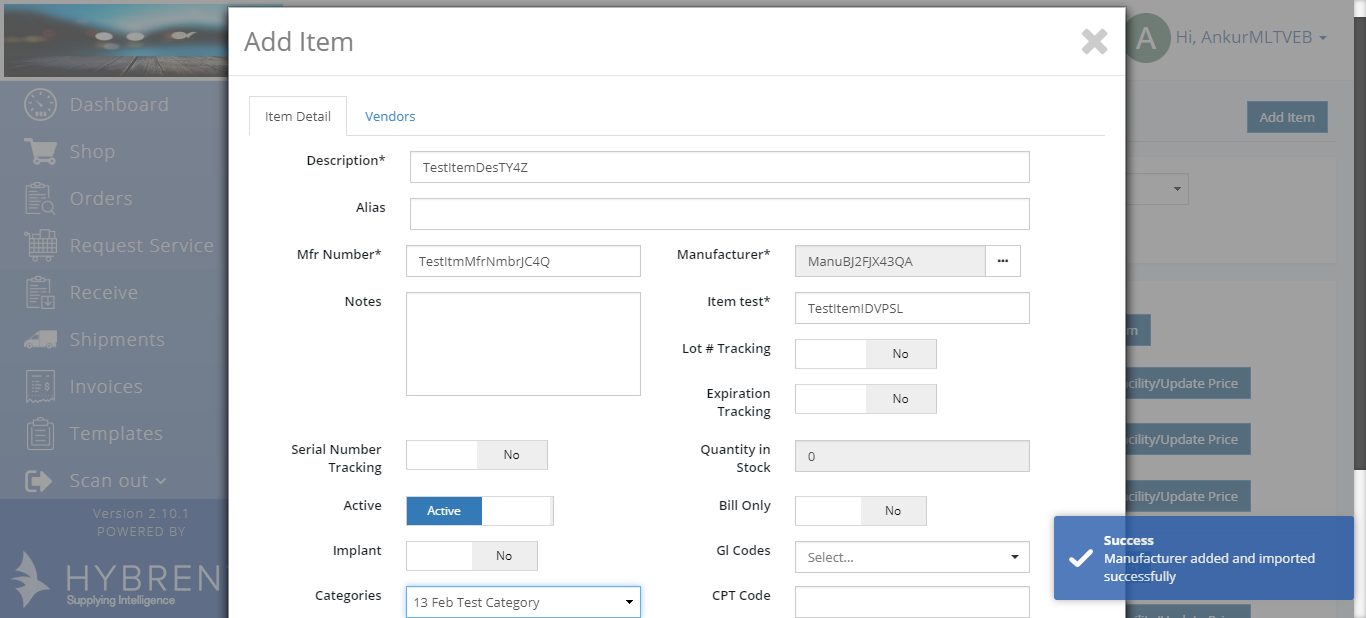 Add Item
A
Hi, AnkurMLTVEB
Dashboard
Shop
Orders
Request Service
Receive
Shipments
Invoices
Templates
Scan out
Version 2.10.1
POWERED BY
HYBREN
Supplying Intelligence
Item Detail
Vendors
Add Item
Description*
TestItemDesTY4Z
Alias
Mfr Number*
TestItmMfrNmbrJC4Q
Manufacturer*
ManuBJ2FJX43QA
...
Notes
Item test*
TestItemIDVPSL
Lot # Tracking
No
Expiration
Tracking
No
Serial Number
Tracking
No
Quantity in
Stock
0
Active
Active
Bill Only
No
Implant
No
Gl Codes
Select...
Categories
13 Feb Test Category
CPT Code
m
cility/Update Price
cility/Update Price
cility/Update Price
Success
Manufacturer added and imported
successfully